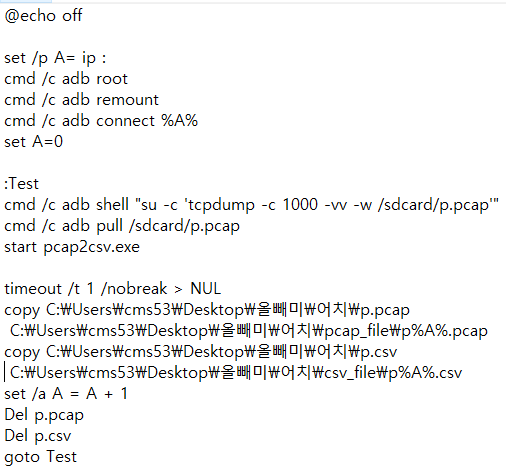 @echo off

set /p A= ip :
cmd /c adb root
cmd /c adb remount
cmd /c adb connect %A%
set A=0

:Test
cmd /c adb shell "su -c 'tcpdump -c 1000 -vv -w /sdcard/p.pcap'"
cmd /c adb pull /sdcard/p.pcap
start pcap2csv.exe

timeout /t 1 /nobreak > NUL
copy C:₩Users₩cms53₩Desktop₩올빼미₩어치₩p.pcap
C:₩Users₩cms53₩Desktop₩올빼미₩어치₩pcap_file₩p%A%.pcap
copy C:₩Users₩cms53₩Desktop₩올빼미₩어치₩p.csv
C:₩Users₩cms53₩Desktop₩올빼미₩어치₩csv_file₩p%A%.csv
set /a A = A + 1
Del p.pcap
Del p.csv
goto Test